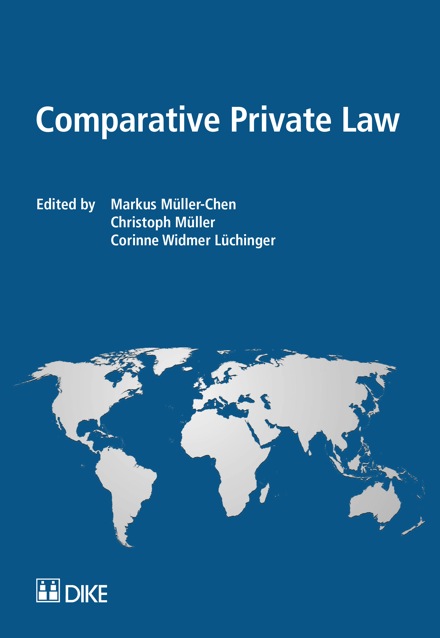 Comparative Private Law
Edited by Markus Müller-Chen
Christoph Müller
Corinne Widmer Lüchinger
DIKE